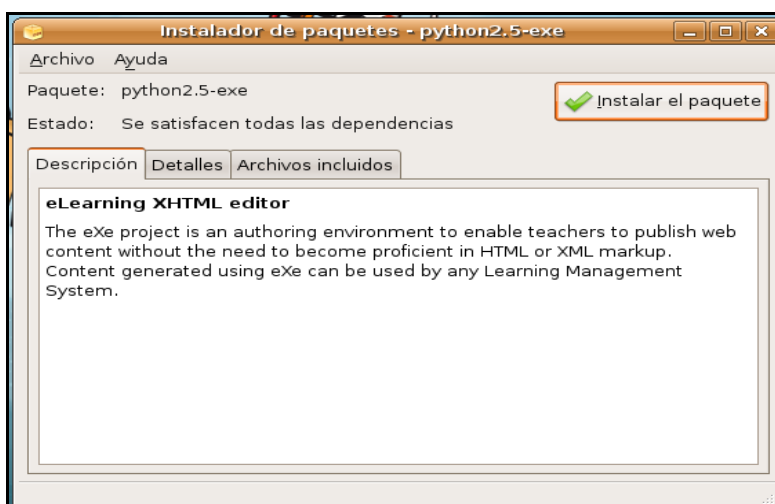 Instalador de paquetes - python2.5-exe
Archivo Ayuda
Paquete: python2.5-exe
Instalar el paquete
Estado: Se satisfacen todas las dependencias
Descripción Detalles Archivos incluidos
eLearning XHTML editor
The eXe project is an authoring environment to enable teachers to publish web
content without the need to become proficient in HTML or XML markup.
Content generated using eXe can be used by any Learning Management
System.